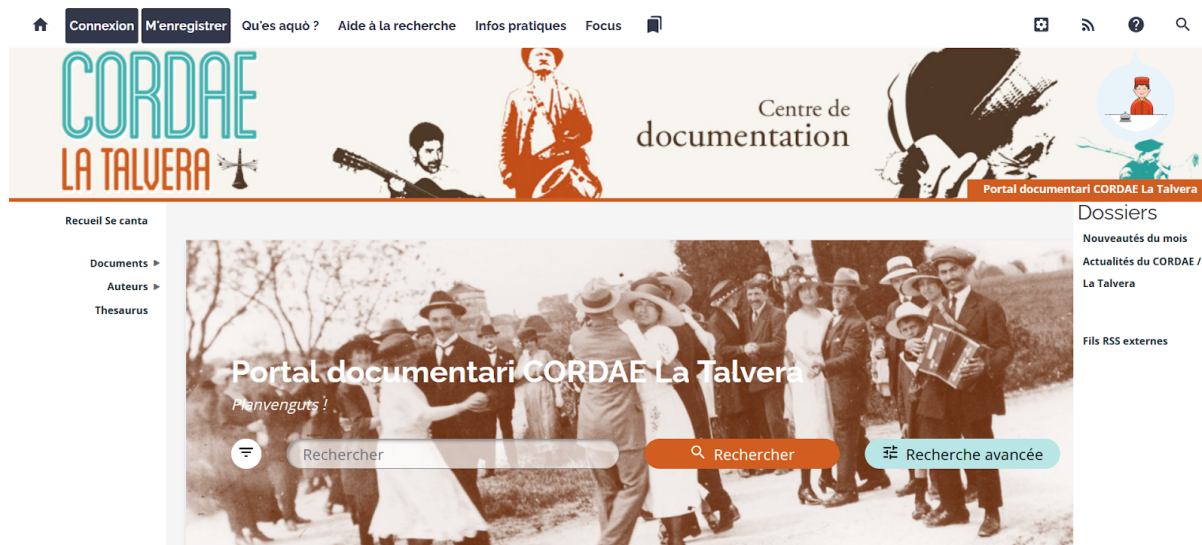 Connexion M'enregistrer Qu'es aquò ? Aide à la recherche Infos pratiques Focus
CORDAE
LA TALVERA
Centre de
documentation
Portal documentari CORDAE La Talvera
Recueil Se canta
Documents
Auteurs
Thesaurus
Portal documentari CORDAE La Talvera
Planvenguts !
Rechercher Rechercher Recherche avancée
Dossiers
Nouveautés du mois
Actualités du CORDAE /
La Talvera
Fils RSS externes